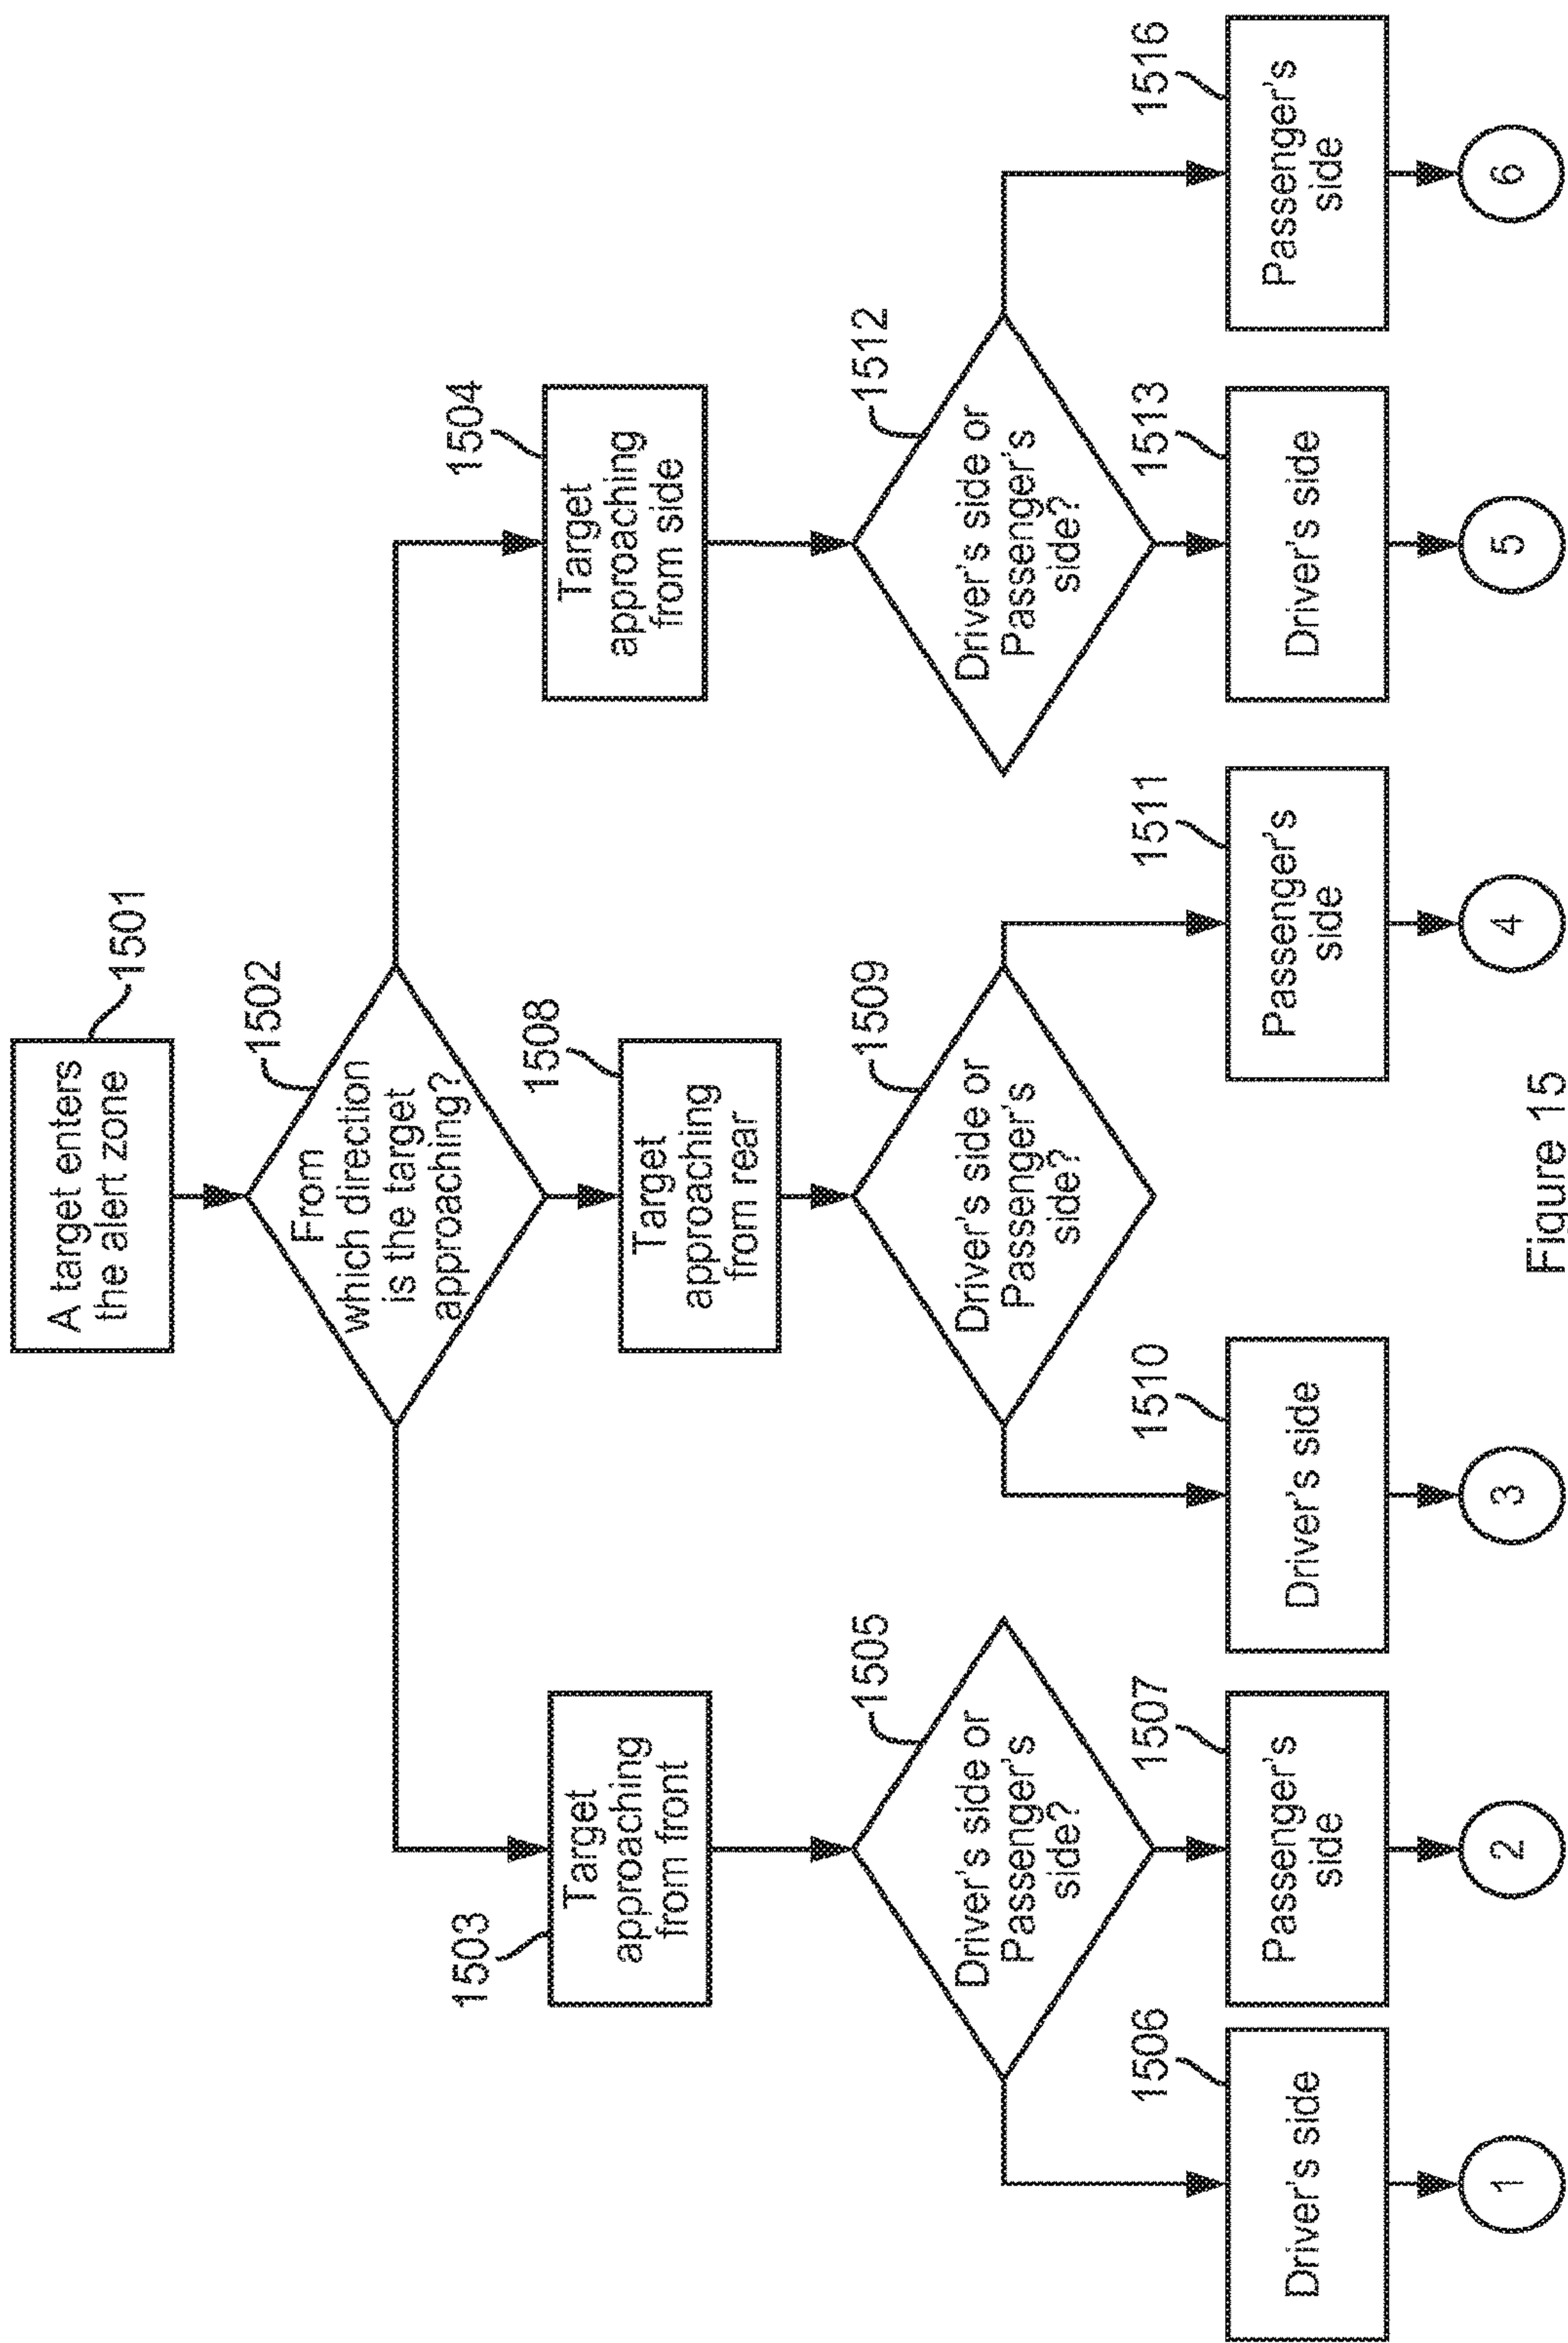 A target enters
the alert zone
1501
From
which direction
is the target
approaching?
1502
1503
Target
approaching
from front
1508
Target
approaching
from rear
1504
Target
approaching
from side
Driver's side or
Passenger's
side?
1505
Driver's side or
Passenger's
side?
1509
Driver's side or
Passenger's
side?
1512
1506
Driver's side
1507
Passenger's
side
1510
Driver's side
1511
Passenger's
side
1513
Driver's side
1516
Passenger's
side
1
2
3
4
5
6
Figure 15